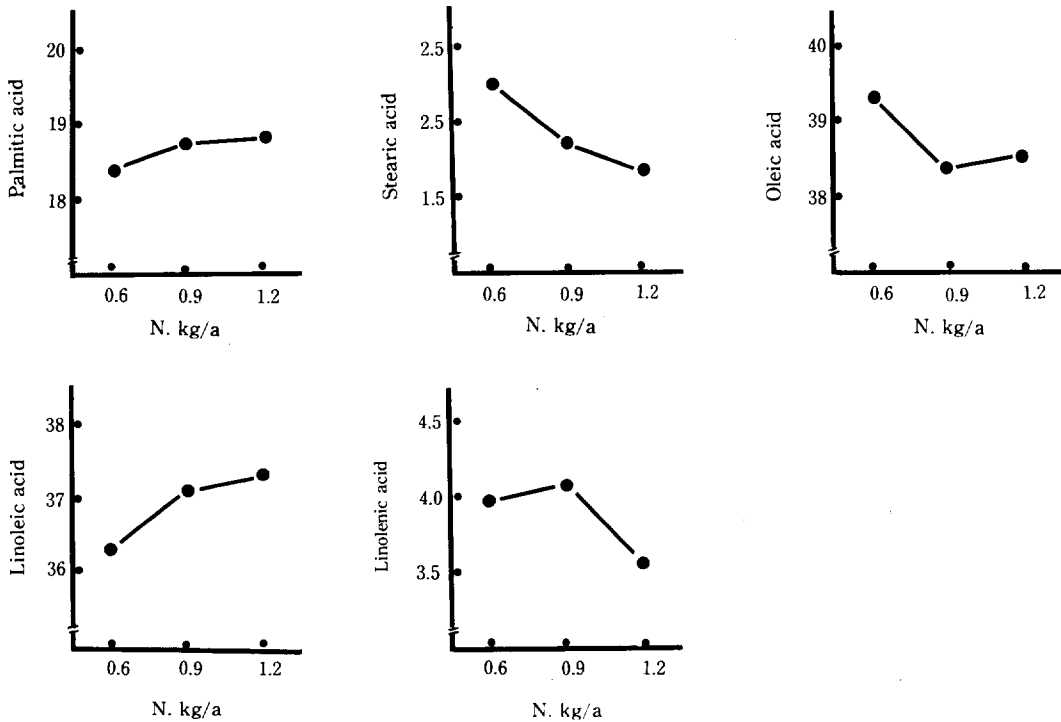 Palmitic acid
20
19
18
0.6 0.9 1.2
N. kg/a
Stearic acid
2.5
2.5
1.5
0.6 0.9 1.2
N. kg/a
Oleic acid
40
39
38
0.6 0.9 1.2
N. kg/a
Linoleic acid
38
37
36
0.6 0.9 1.2
N. kg/a
Linolenic acid
4.5
4.0
3.5
0.6 0.9 1.2
N. kg/a